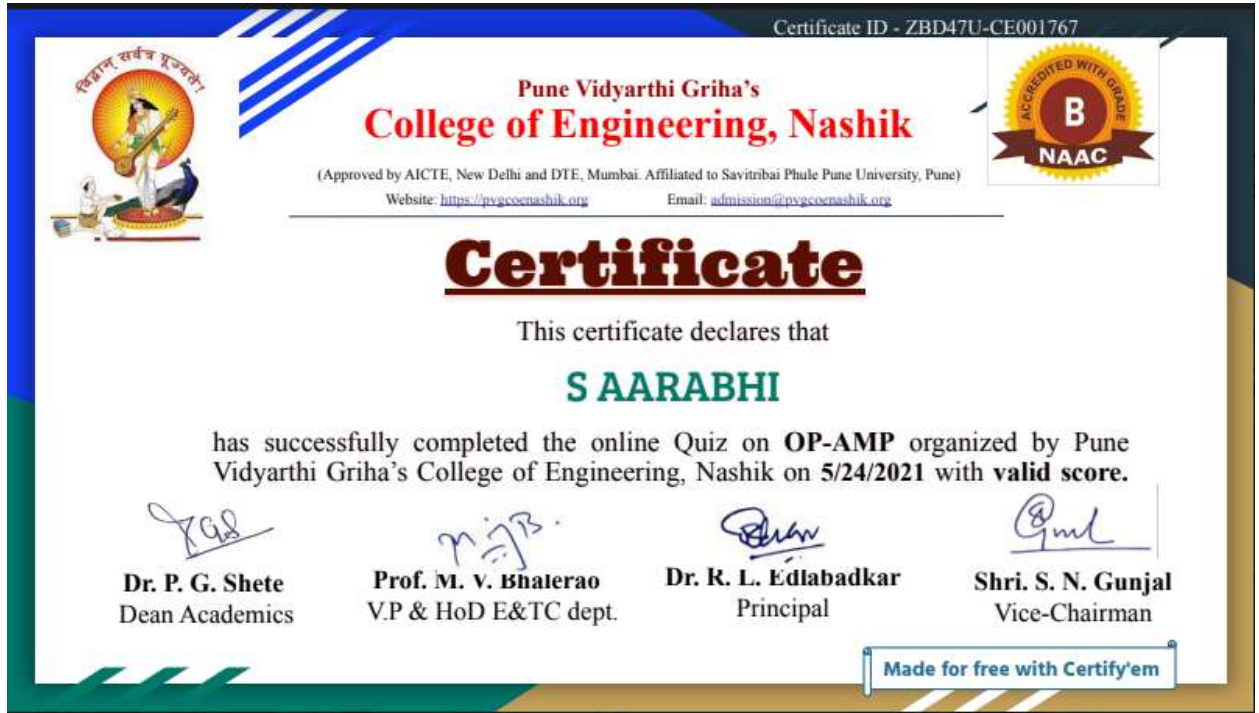 Certificate ID - ZBD47U-CE001767
विद्वान् सर्वत्र पूज्यते!
Pune Vidyarthi Griha's
College of Engineering, Nashik
(Approved by AICTE, New Delhi and DTE, Mumbai. Affiliated to Savitribai Phule Pune University, Pune)
Website: https://pvgcoenashik.org Email: admission@pvgcoenashik.org
ACCREDITED WITH GRADE
B
NAAC
Certificate
This certificate declares that
S AARABHI
has successfully completed the online Quiz on OP-AMP organized by Pune
Vidyarthi Griha's College of Engineering, Nashik on 5/24/2021 with valid score.
Dr. P. G. Shete Prof. M. V. Bhalerao Dr. R. L. Edlabadkar Shri. S. N. Gunjal
Dean Academics V.P & HoD E&TC dept. Principal Vice-Chairman
Made for free with Certify'em